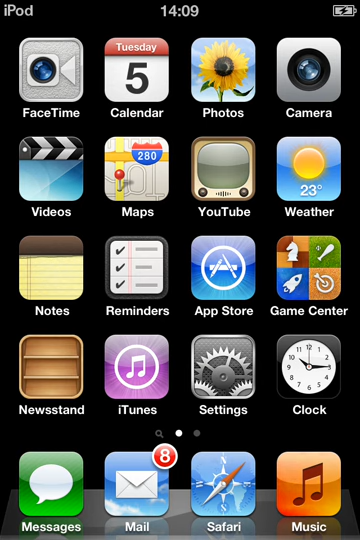 iPod 14:09
Tuesday
5
280
23°
FaceTime Calendar Photos Camera
Videos Maps YouTube Weather
Notes Reminders App Store Game Center
Newsstand iTunes Settings Clock
8
Messages Mail Safari Music